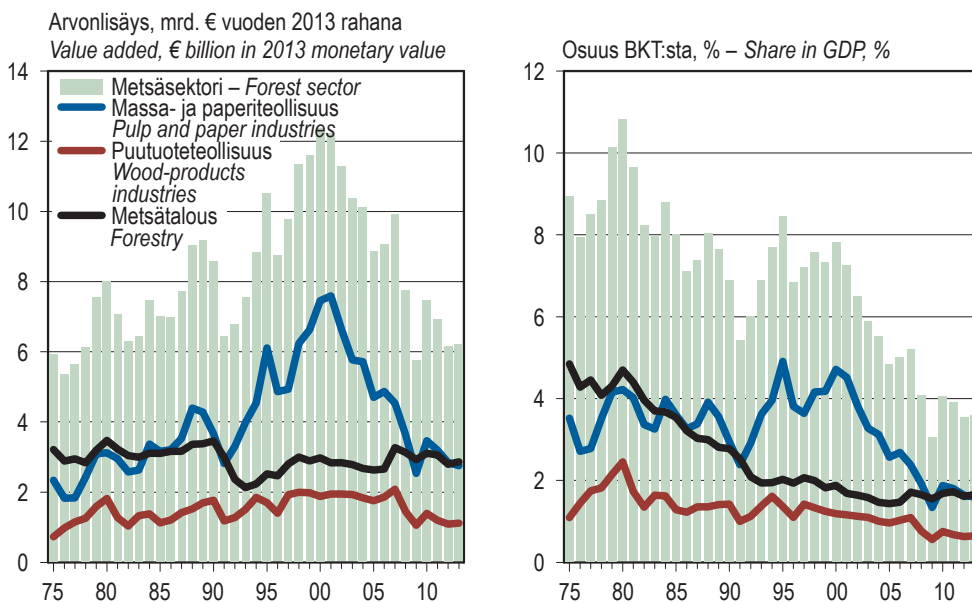 Arvonlisäys, mrd. € vuoden 2013 rahana
Value added, € billion in 2013 monetary value
14
12
10
8
6
4
2
0
Metsäsektori – Forest sector
Massa- ja paperiteollisuus
Pulp and paper industries
Puutuoteteollisuus
Wood-products
industries
Metsätalous
Forestry
75 80 85 90 95 00 05 10
Osuus BKT:sta, % – Share in GDP, %
12
10
8
6
4
2
0
75 80 85 90 95 00 05 10